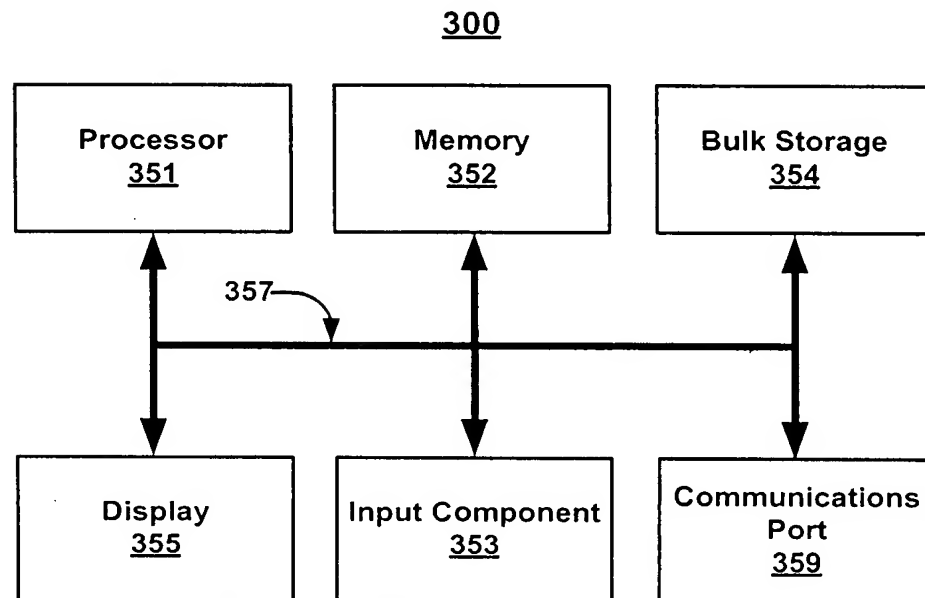 300
Processor
351
Memory
352
Bulk Storage
354
357
Display
355
Input Component
353
Communications
Port
359